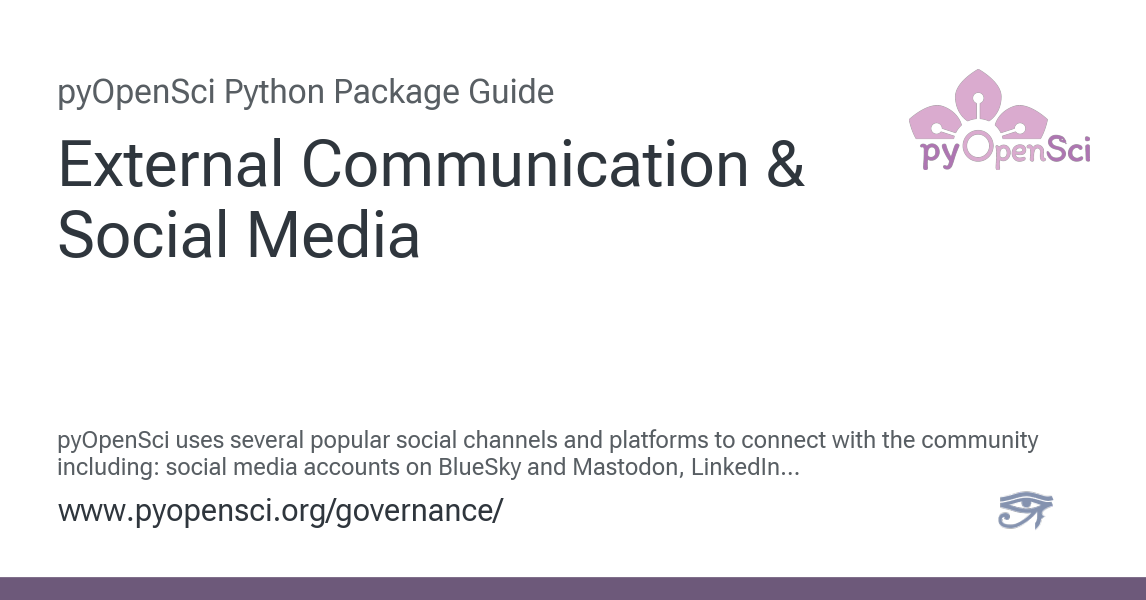 pyOpenSci Python Package Guide
pyOpenSci
External Communication &
Social Media
pyOpenSci uses several popular social channels and platforms to connect with the community
including: social media accounts on BlueSky and Mastodon, LinkedIn...
www.pyopensci.org/governance/